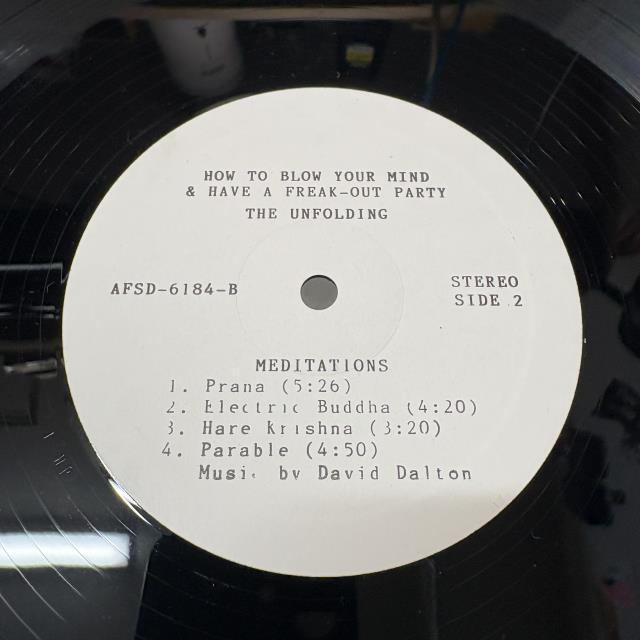 HOW TO BLOW YOUR MIND
& HAVE A FREAK-OUT PARTY
THE UNFOLDING
AFSD-6184-B
STEREO
SIDE 2
MEDITATIONS
1. Prana (5:26)
2. Electric Buddha (4:20)
3. Hare Krishna (3:20)
4. Parable (4:50)
Music by David Dalton